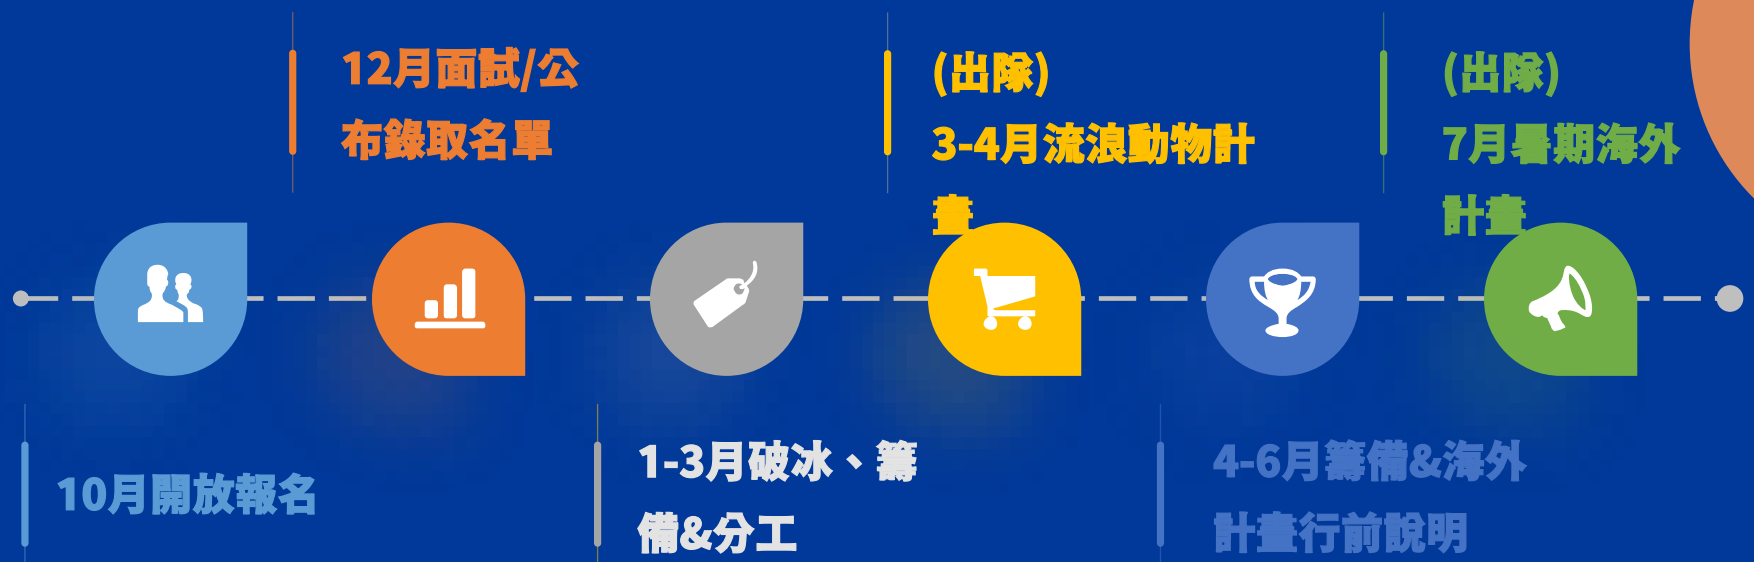 10月開放報名
12月面試/公
布錄取名單
1-3月破冰、籌
備&分工
(出隊)
3-4月流浪動物計
畫
4-6月籌備&海外
計畫行前說明
(出隊)
7月暑期海外
計畫